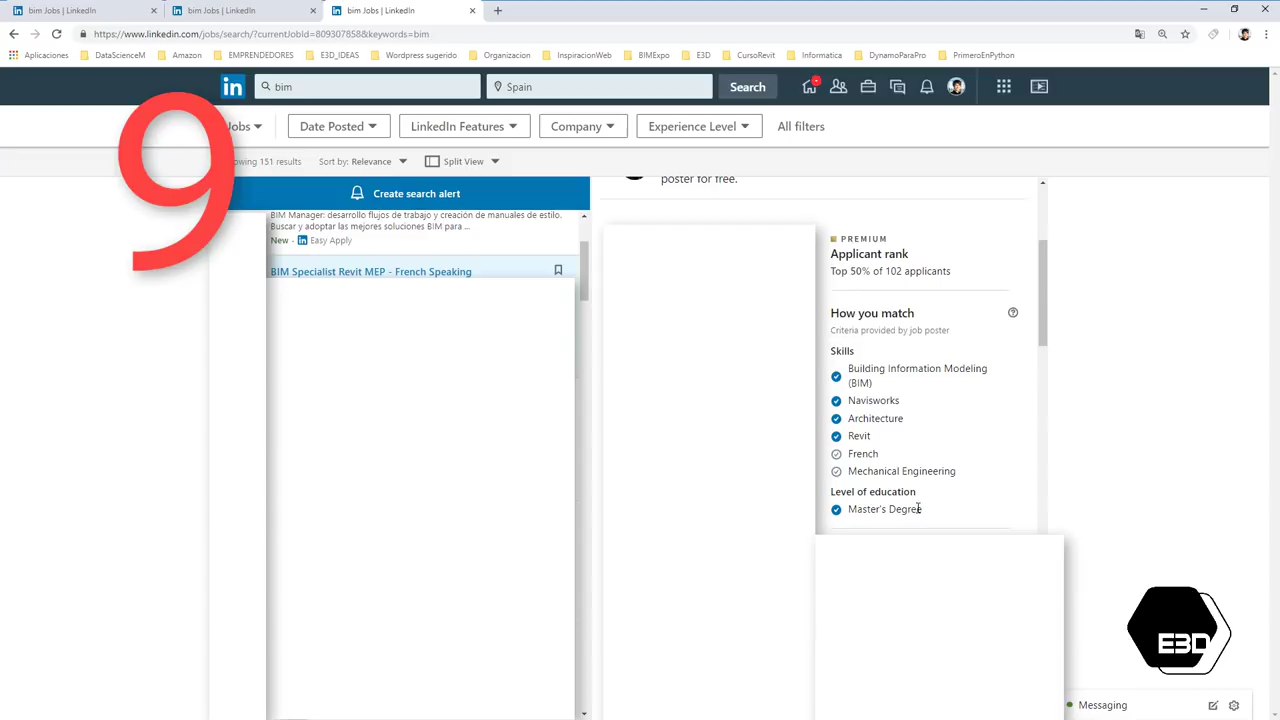 bim Jobs | LinkedIn
bim Jobs | LinkedIn
bim Jobs | LinkedIn
https://www.linkedin.com/jobs/search/?currentJobId=809307858&keywords=bim
Aplicaciones DataScienceM Amazon EMPRENDEDORES E3D_IDEAS Wordpress sugerido Organizacion InspiracionWeb BIMExpo E3D CursoRevit Informatica DynamoParaPro PrimeroEnPython
in bim Spain Search
9
Jobs Date Posted LinkedIn Features Company Experience Level All filters
owing 151 results Sort by: Relevance Split View
Create search alert
BIM Manager: desarrollo flujos de trabajo y creación de manuales de estilo.
Buscar y adoptar las mejores soluciones BIM para ...
New · in Easy Apply
BIM Specialist Revit MEP - French Speaking
poster for free.
PREMIUM
Applicant rank
Top 50% of 102 applicants
How you match
Criteria provided by job poster
Skills
Building Information Modeling
(BIM)
Navisworks
Architecture
Revit
French
Mechanical Engineering
Level of education
Master's Degree
E3D
Messaging